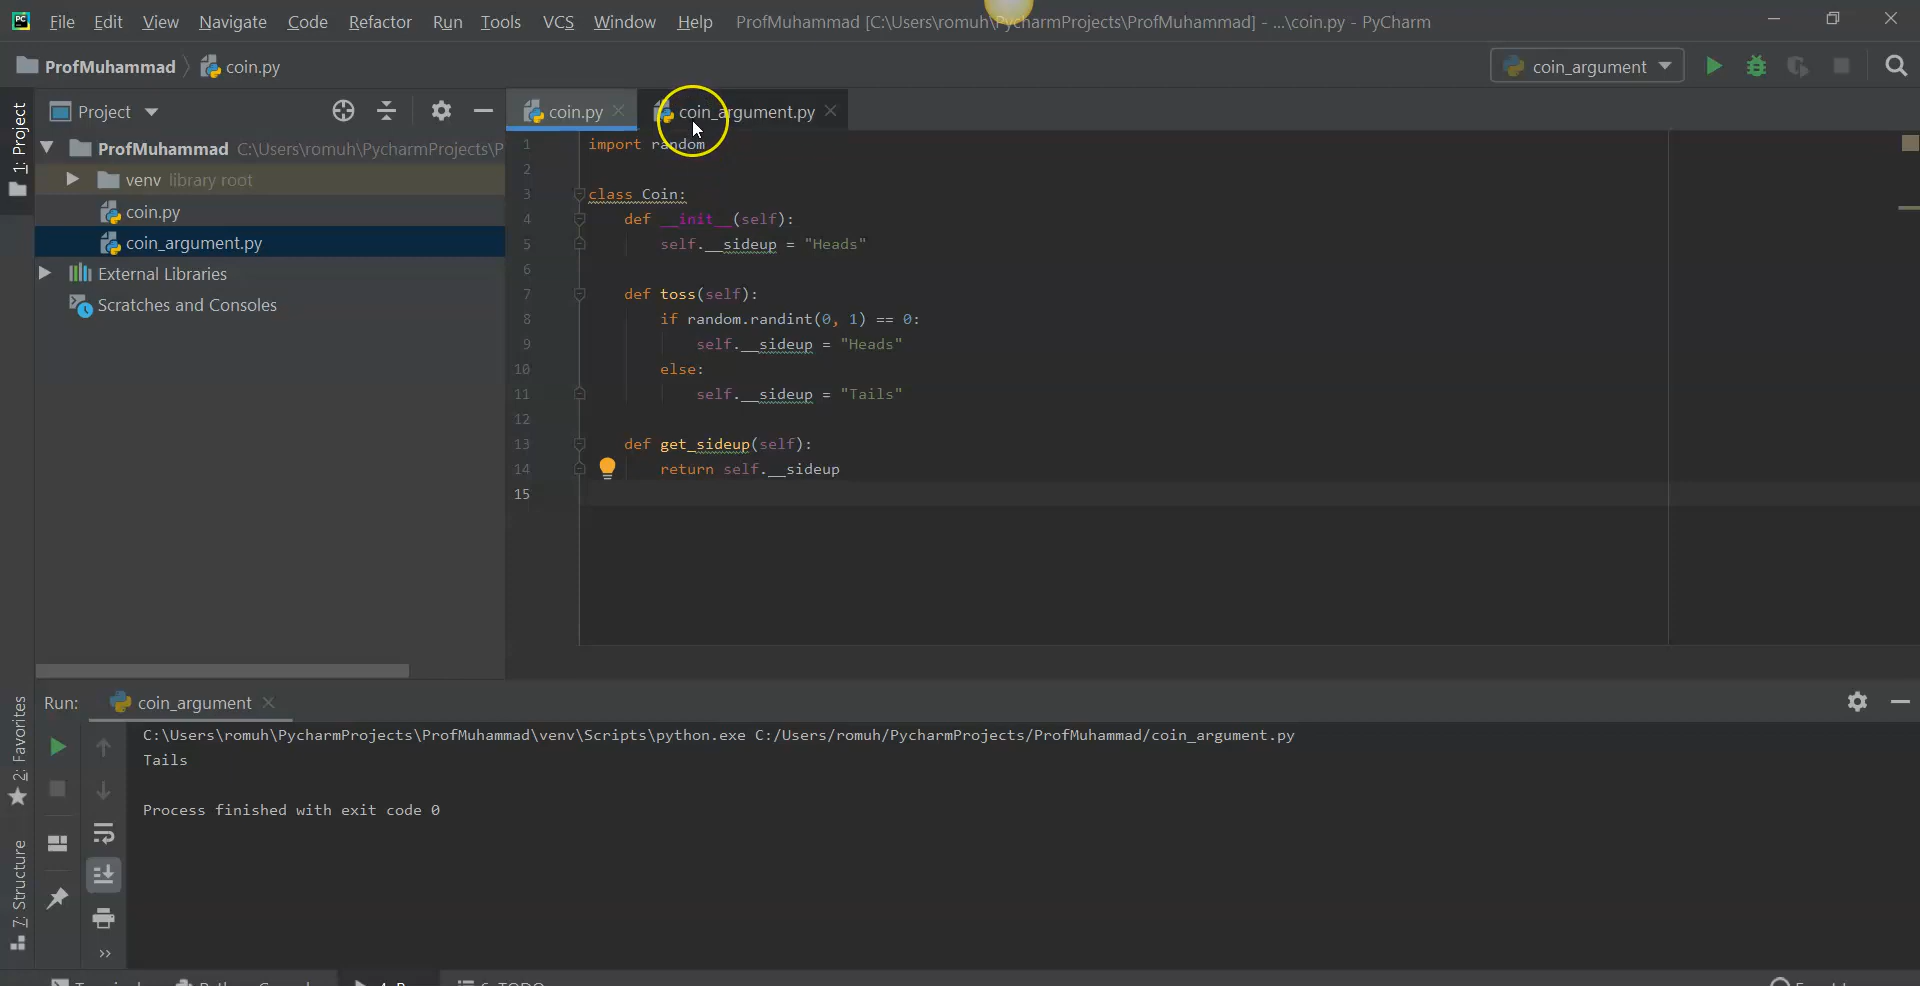 PC File Edit View Navigate Code Refactor Run Tools VCS Window Help ProfMuhammad [C:\Users\romuh\PycharmProjects\ProfMuhammad] - ...\coin.py - PyCharm
ProfMuhammad coin.py coin_argument
1: Project
Project
coin.py coin_argument.py
ProfMuhammad C:\Users\romuh\PycharmProjects\P
venv library root
coin.py
coin_argument.py
External Libraries
Scratches and Consoles
1 import random
2
3 class Coin:
4 def __init__(self):
5 self.__sideup = "Heads"
6
7 def toss(self):
8 if random.randint(0, 1) == 0:
9 self.__sideup = "Heads"
10 else:
11 self.__sideup = "Tails"
12
13 def get_sideup(self):
14 return self.__sideup
15
2: Favorites
7: Structure
Run: coin_argument
C:\Users\romuh\PycharmProjects\ProfMuhammad\venv\Scripts\python.exe C:/Users/romuh/PycharmProjects/ProfMuhammad/coin_argument.py
Tails
Process finished with exit code 0
>>